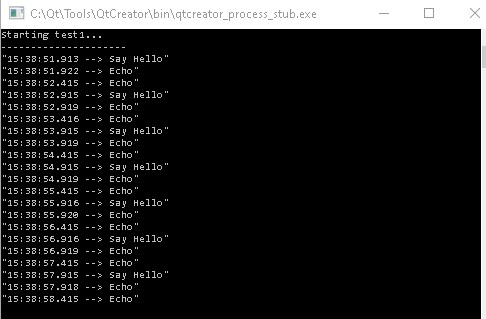 C:\Qt\Tools\QtCreator\bin\qtcreator_process_stub.exe
Starting test1...
---------------------
"15:38:51.913 --> Say Hello"
"15:38:51.922 --> Echo"
"15:38:52.415 --> Echo"
"15:38:52.915 --> Say Hello"
"15:38:52.919 --> Echo"
"15:38:53.416 --> Echo"
"15:38:53.915 --> Say Hello"
"15:38:53.919 --> Echo"
"15:38:54.415 --> Echo"
"15:38:54.915 --> Say Hello"
"15:38:54.919 --> Echo"
"15:38:55.415 --> Echo"
"15:38:55.916 --> Say Hello"
"15:38:55.920 --> Echo"
"15:38:56.415 --> Echo"
"15:38:56.916 --> Say Hello"
"15:38:56.919 --> Echo"
"15:38:57.415 --> Echo"
"15:38:57.915 --> Say Hello"
"15:38:57.918 --> Echo"
"15:38:58.415 --> Echo"